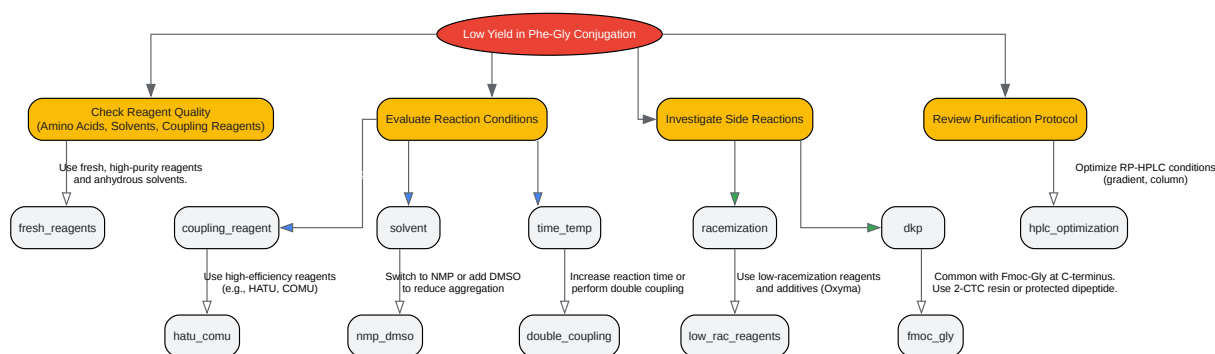 Low Yield in Phe-Gly Conjugation
Check Reagent Quality
(Amino Acids, Solvents, Coupling Reagents)
Evaluate Reaction Conditions
Investigate Side Reactions
Review Purification Protocol
Use fresh, high-purity reagents
and anhydrous solvents.
Optimize RP-HPLC conditions
(gradient, column)
fresh_reagents
coupling_reagent
solvent
time_temp
racemization
dkp
hplc_optimization
Use high-efficiency reagents
(e.g., HATU, COMU)
Switch to NMP or add DMSO
to reduce aggregation
Increase reaction time or
perform double coupling
Use low-racemization reagents
and additives (Oxyma)
Common with Fmoc-Gly at C-terminus.
Use 2-CTC resin or protected dipeptide.
hatu_comu
nmp_dmso
double_coupling
low_rac_reagents
fmoc_gly